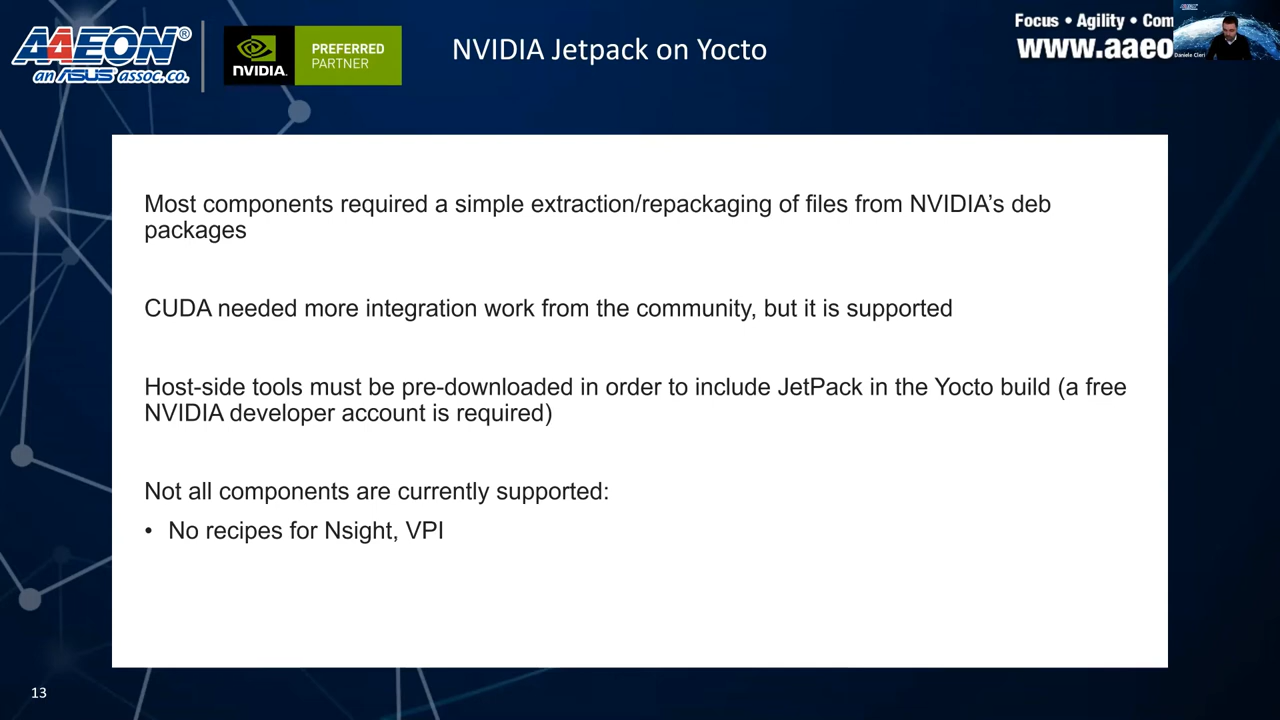 AAEON®
an ASUS assoc.co.
NVIDIA.
PREFERRED
PARTNER
NVIDIA Jetpack on Yocto
Focus • Agility • Com
www.aaeo
Daniele Cleri
Most components required a simple extraction/repackaging of files from NVIDIA’s deb
packages
CUDA needed more integration work from the community, but it is supported
Host-side tools must be pre-downloaded in order to include JetPack in the Yocto build (a free
NVIDIA developer account is required)
Not all components are currently supported:
• No recipes for Nsight, VPI
13